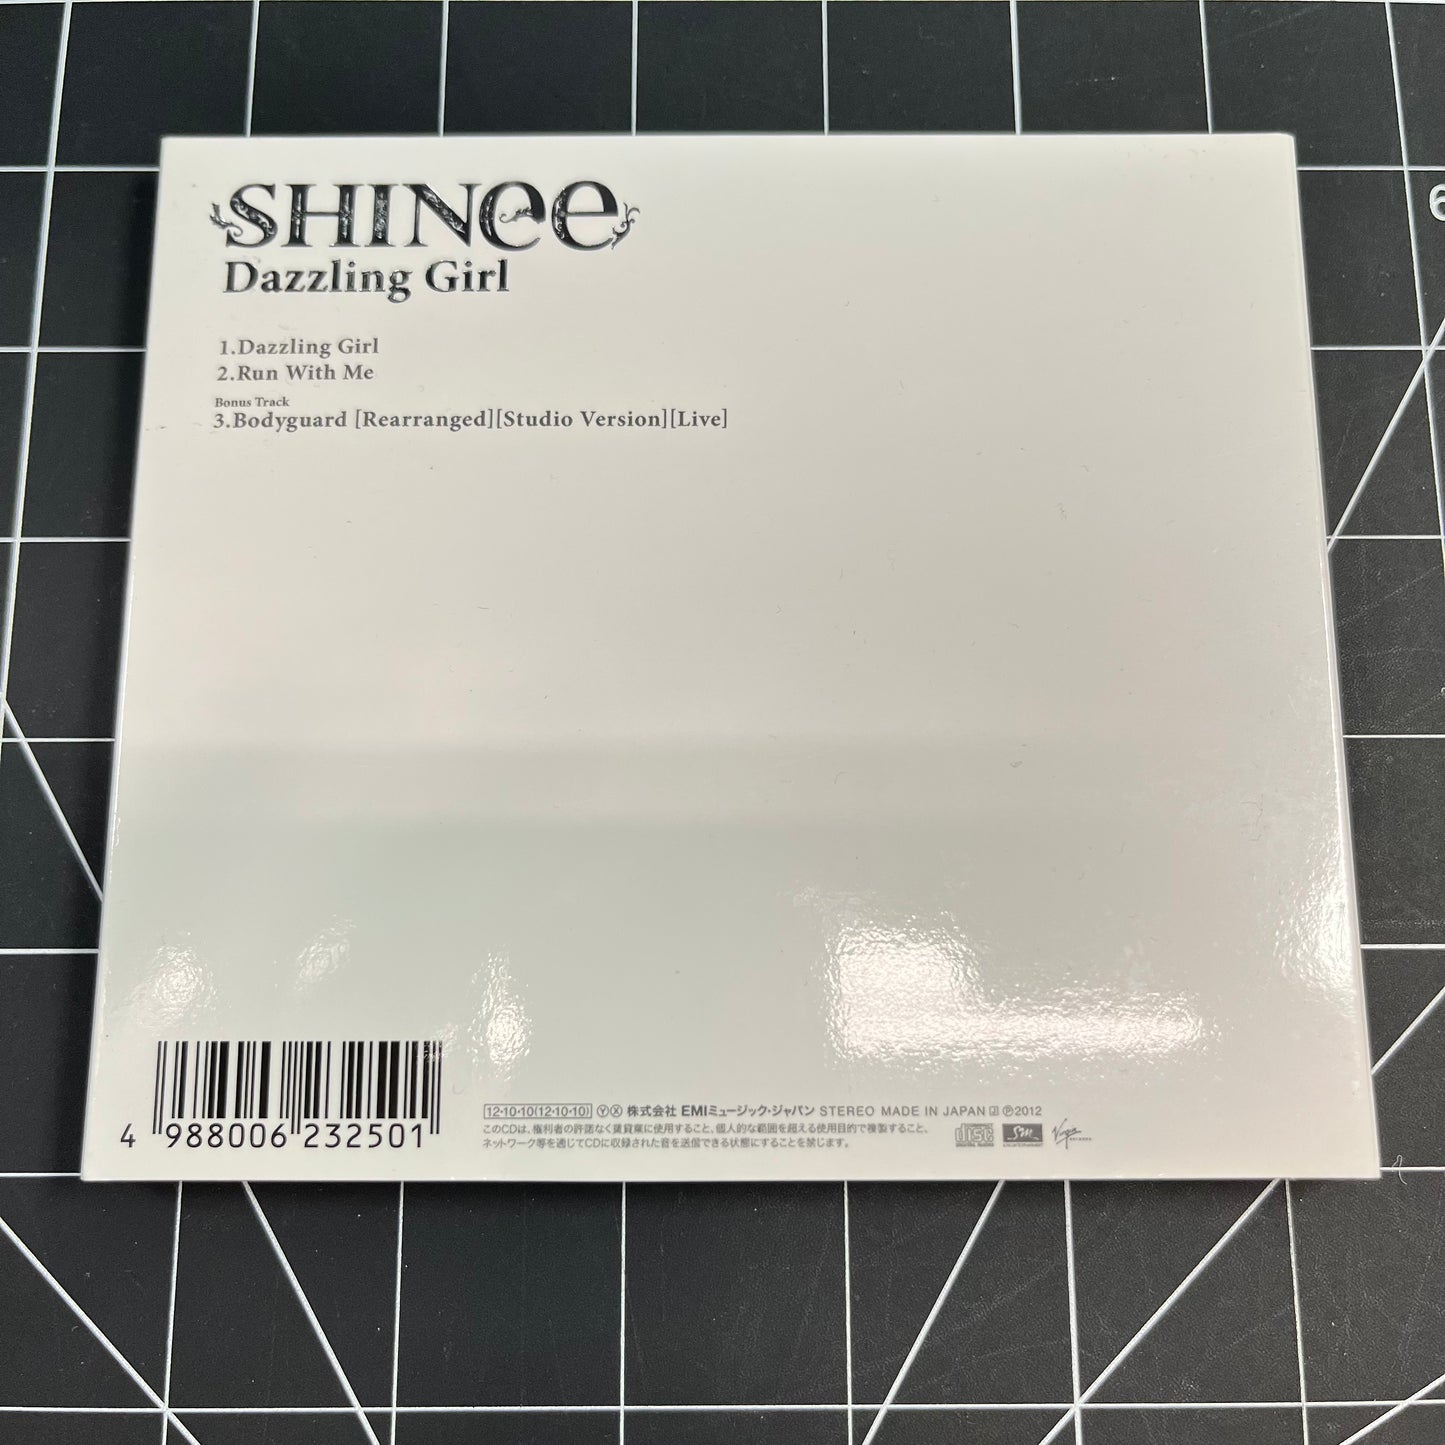 SHINee
Dazzling Girl
1.Dazzling Girl
2.Run With Me
Bonus Track
3.Bodyguard [Rearranged][Studio Version][Live]
4 988006 232501
12・10・10(12・10・10) Ⓨ Ⓧ 株式会社 EMIミュージック・ジャパン STEREO MADE IN JAPAN J Ⓟ2012
このCDは、権利者の許諾なく賃貸業に使用すること、個人的な範囲を超える使用目的で複製すること、
ネットワーク等を通じてCDに収録された音を送信できる状態にすることを禁じます。
disc
SM
Virgin
6